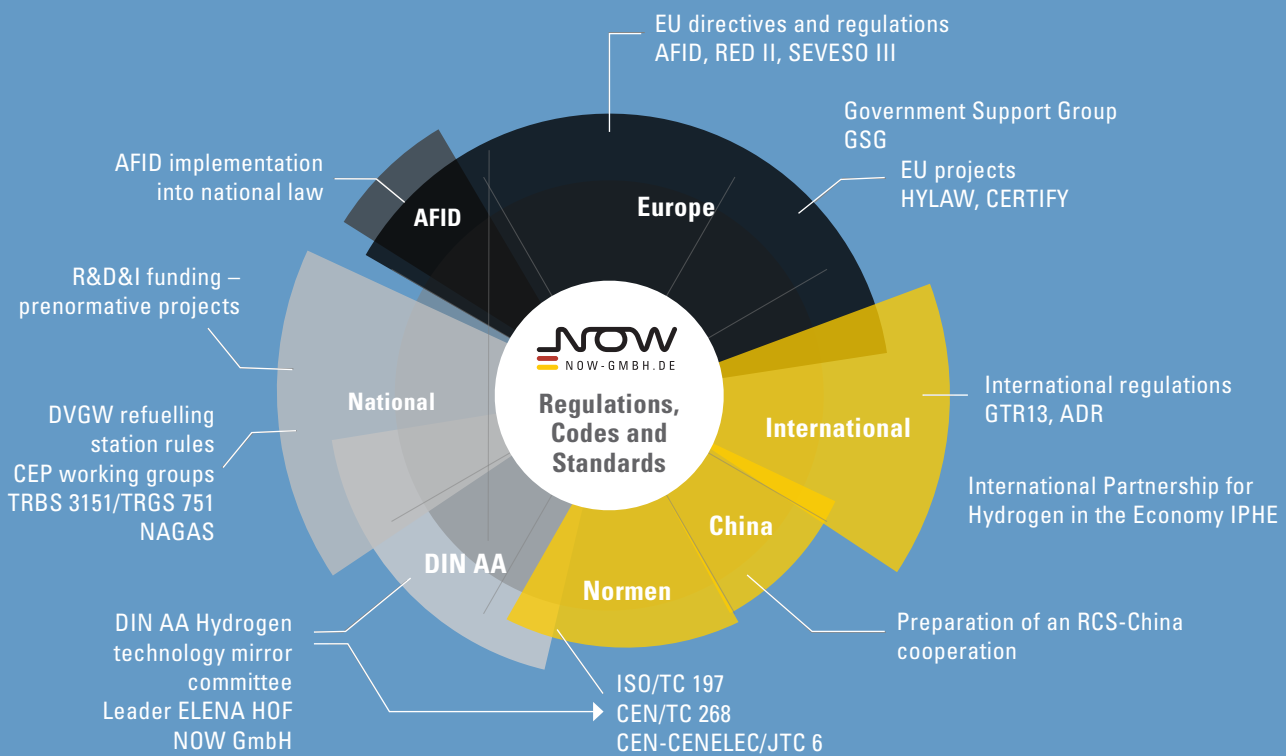 EU directives and regulations
AFID, RED II, SEVESO III
Government Support Group
GSG
EU projects
HYLAW, CERTIFY
AFID implementation
into national law
AFID
Europe
R&D&I funding –
prenormative projects
NOW
NOW-GMBH.DE
Regulations,
Codes and
Standards
National
International
International regulations
GTR13, ADR
DVGW refuelling
station rules
CEP working groups
TRBS 3151/TRGS 751
NAGAS
International Partnership for
Hydrogen in the Economy IPHE
China
DIN AA
Normen
DIN AA Hydrogen
technology mirror
committee
Leader ELENA HOF
NOW GmbH
Preparation of an RCS-China
cooperation
ISO/TC 197
CEN/TC 268
CEN-CENELEC/JTC 6